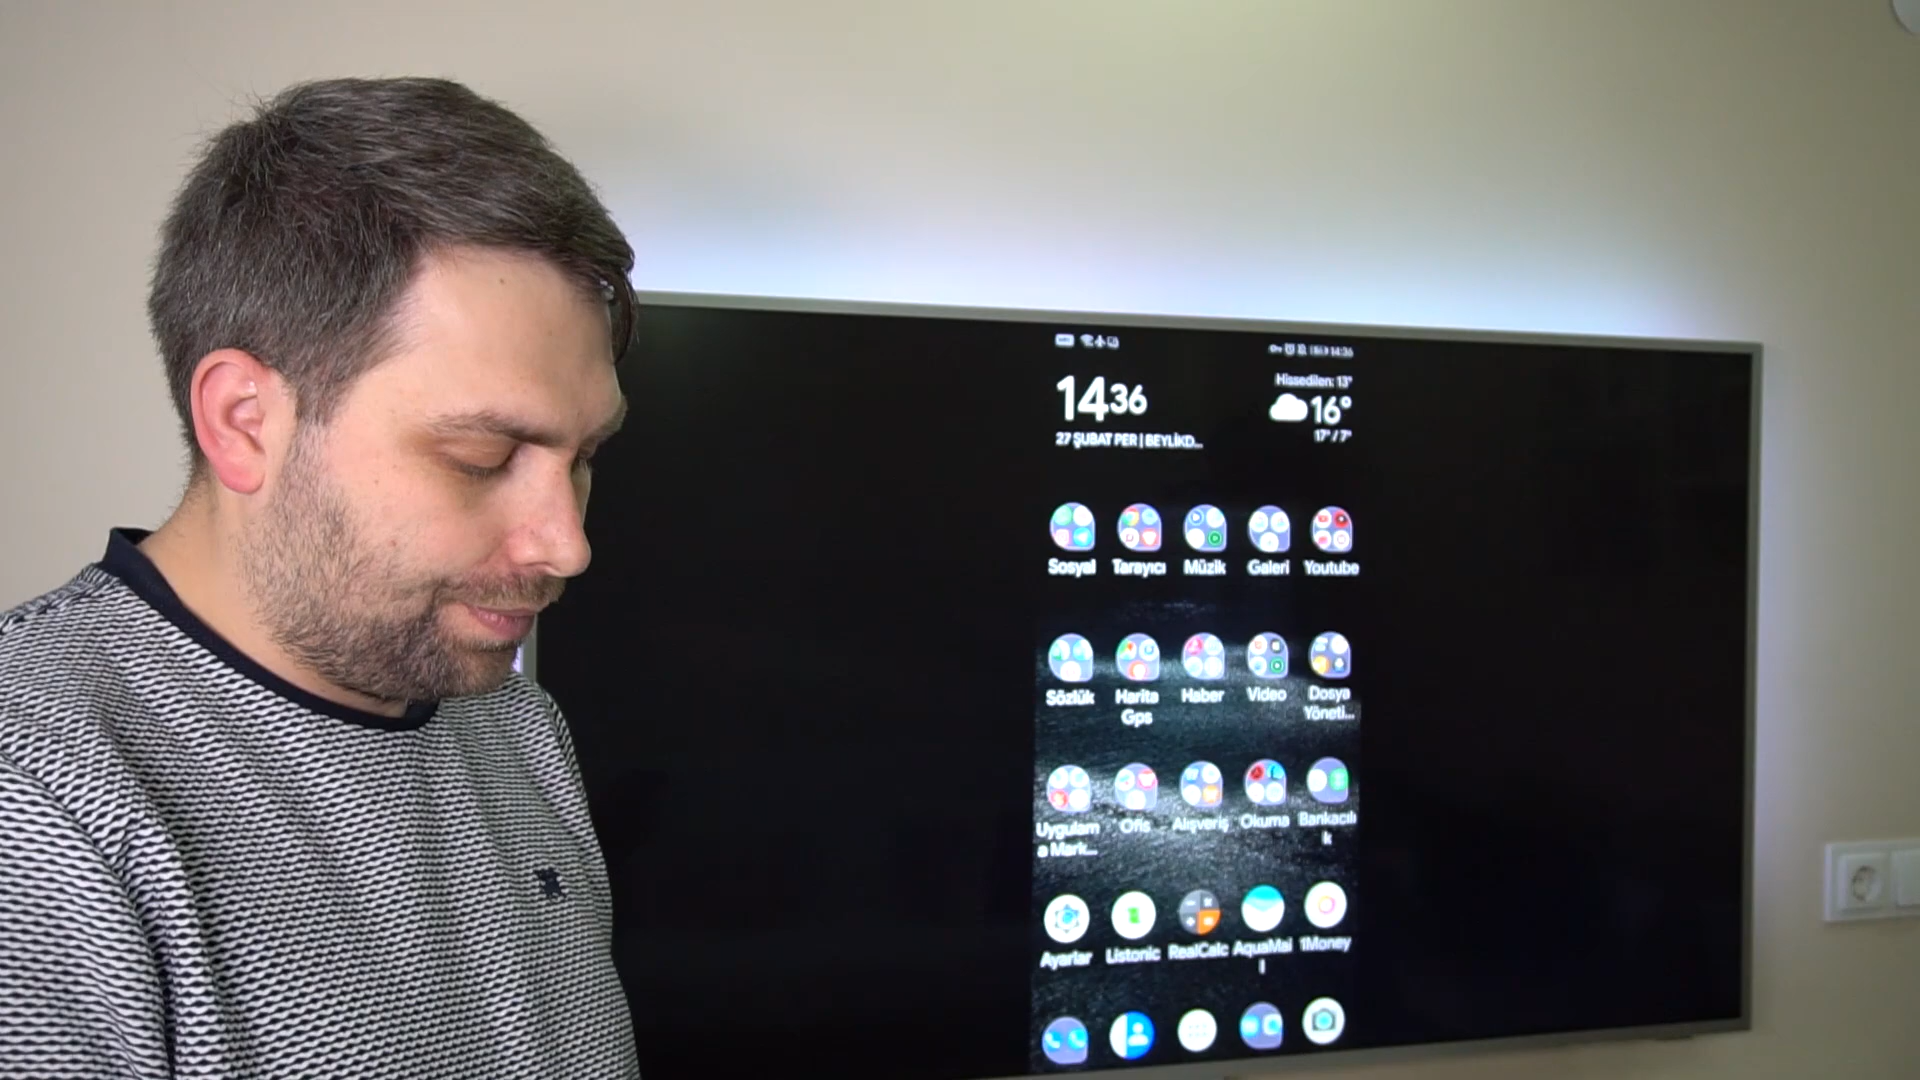 14:36
1436
Hissedilen: 13°
16°
17° / 7°
27 ŞUBAT PER | BEYLİKD...
Sosyal Tarayıcı Müzik Galeri Youtube
Sözlük Harita Gps Haber Video Dosya Yöneti...
Uygulam
a Mark... Ofis Alışveriş Okuma Bankacılı
k
Ayarlar Listonic RealCalc AquaMai
l 1Money